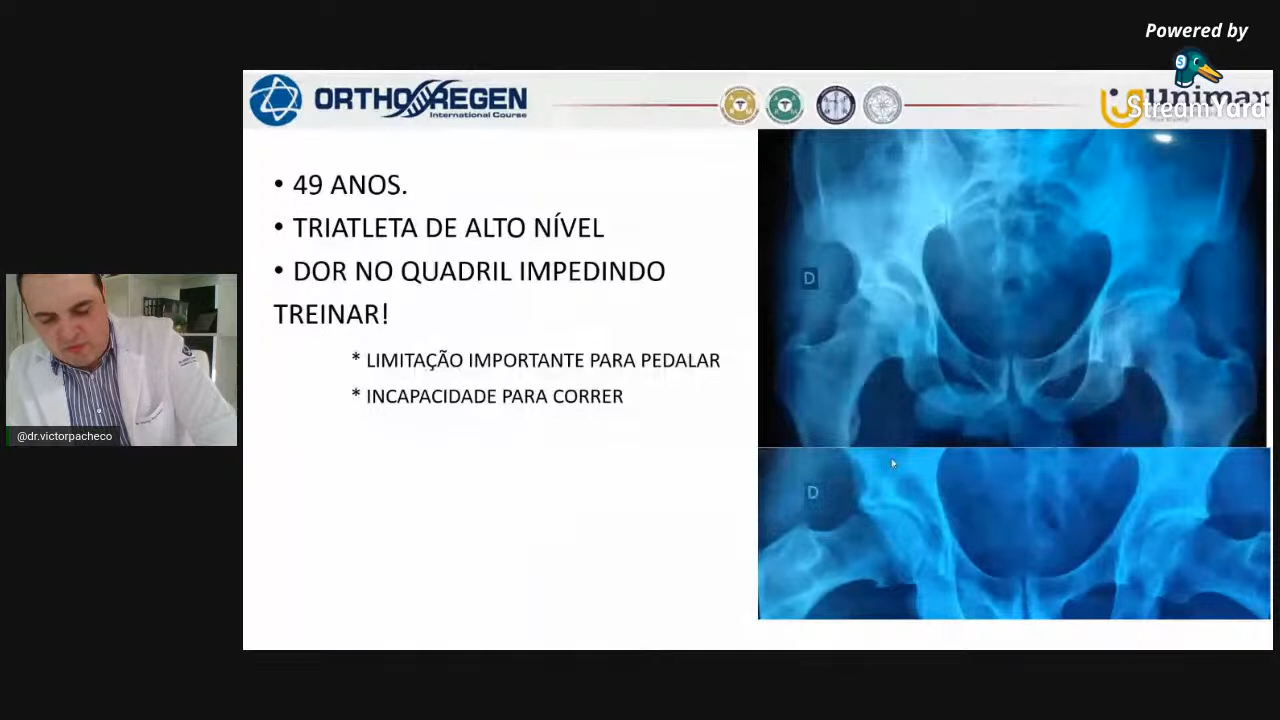 Powered by
StreamYard
ORTHOREGEN
International Course
Unimax
• 49 ANOS.
• TRIATLETA DE ALTO NÍVEL
• DOR NO QUADRIL IMPEDINDO
TREINAR!
* LIMITAÇÃO IMPORTANTE PARA PEDALAR
* INCAPACIDADE PARA CORRER
D
D
@dr.victorpacheco